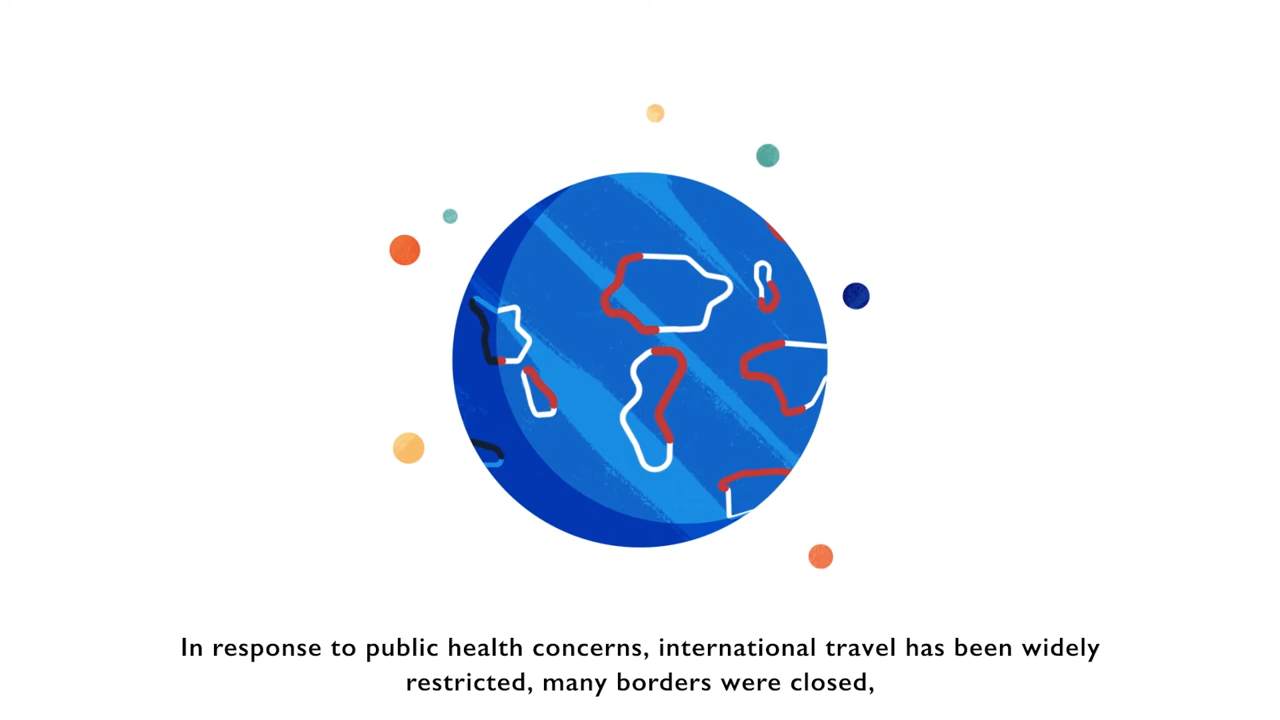 In response to public health concerns, international travel has been widely
restricted, many borders were closed,